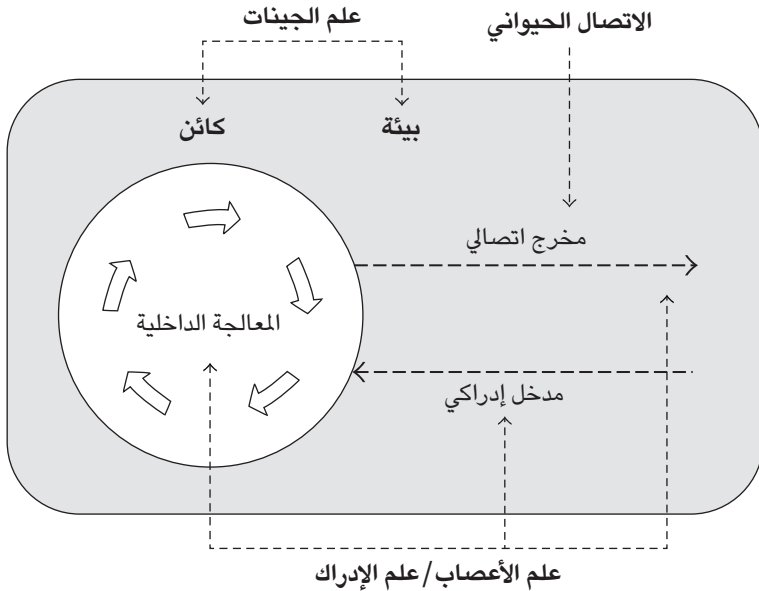 الاتصال الحيواني
علم الجينات
بيئة
كائن
مخرج اتصالي
المعالجة الداخلية
مدخل إدراكي
علم الأعصاب/علم الإدراك